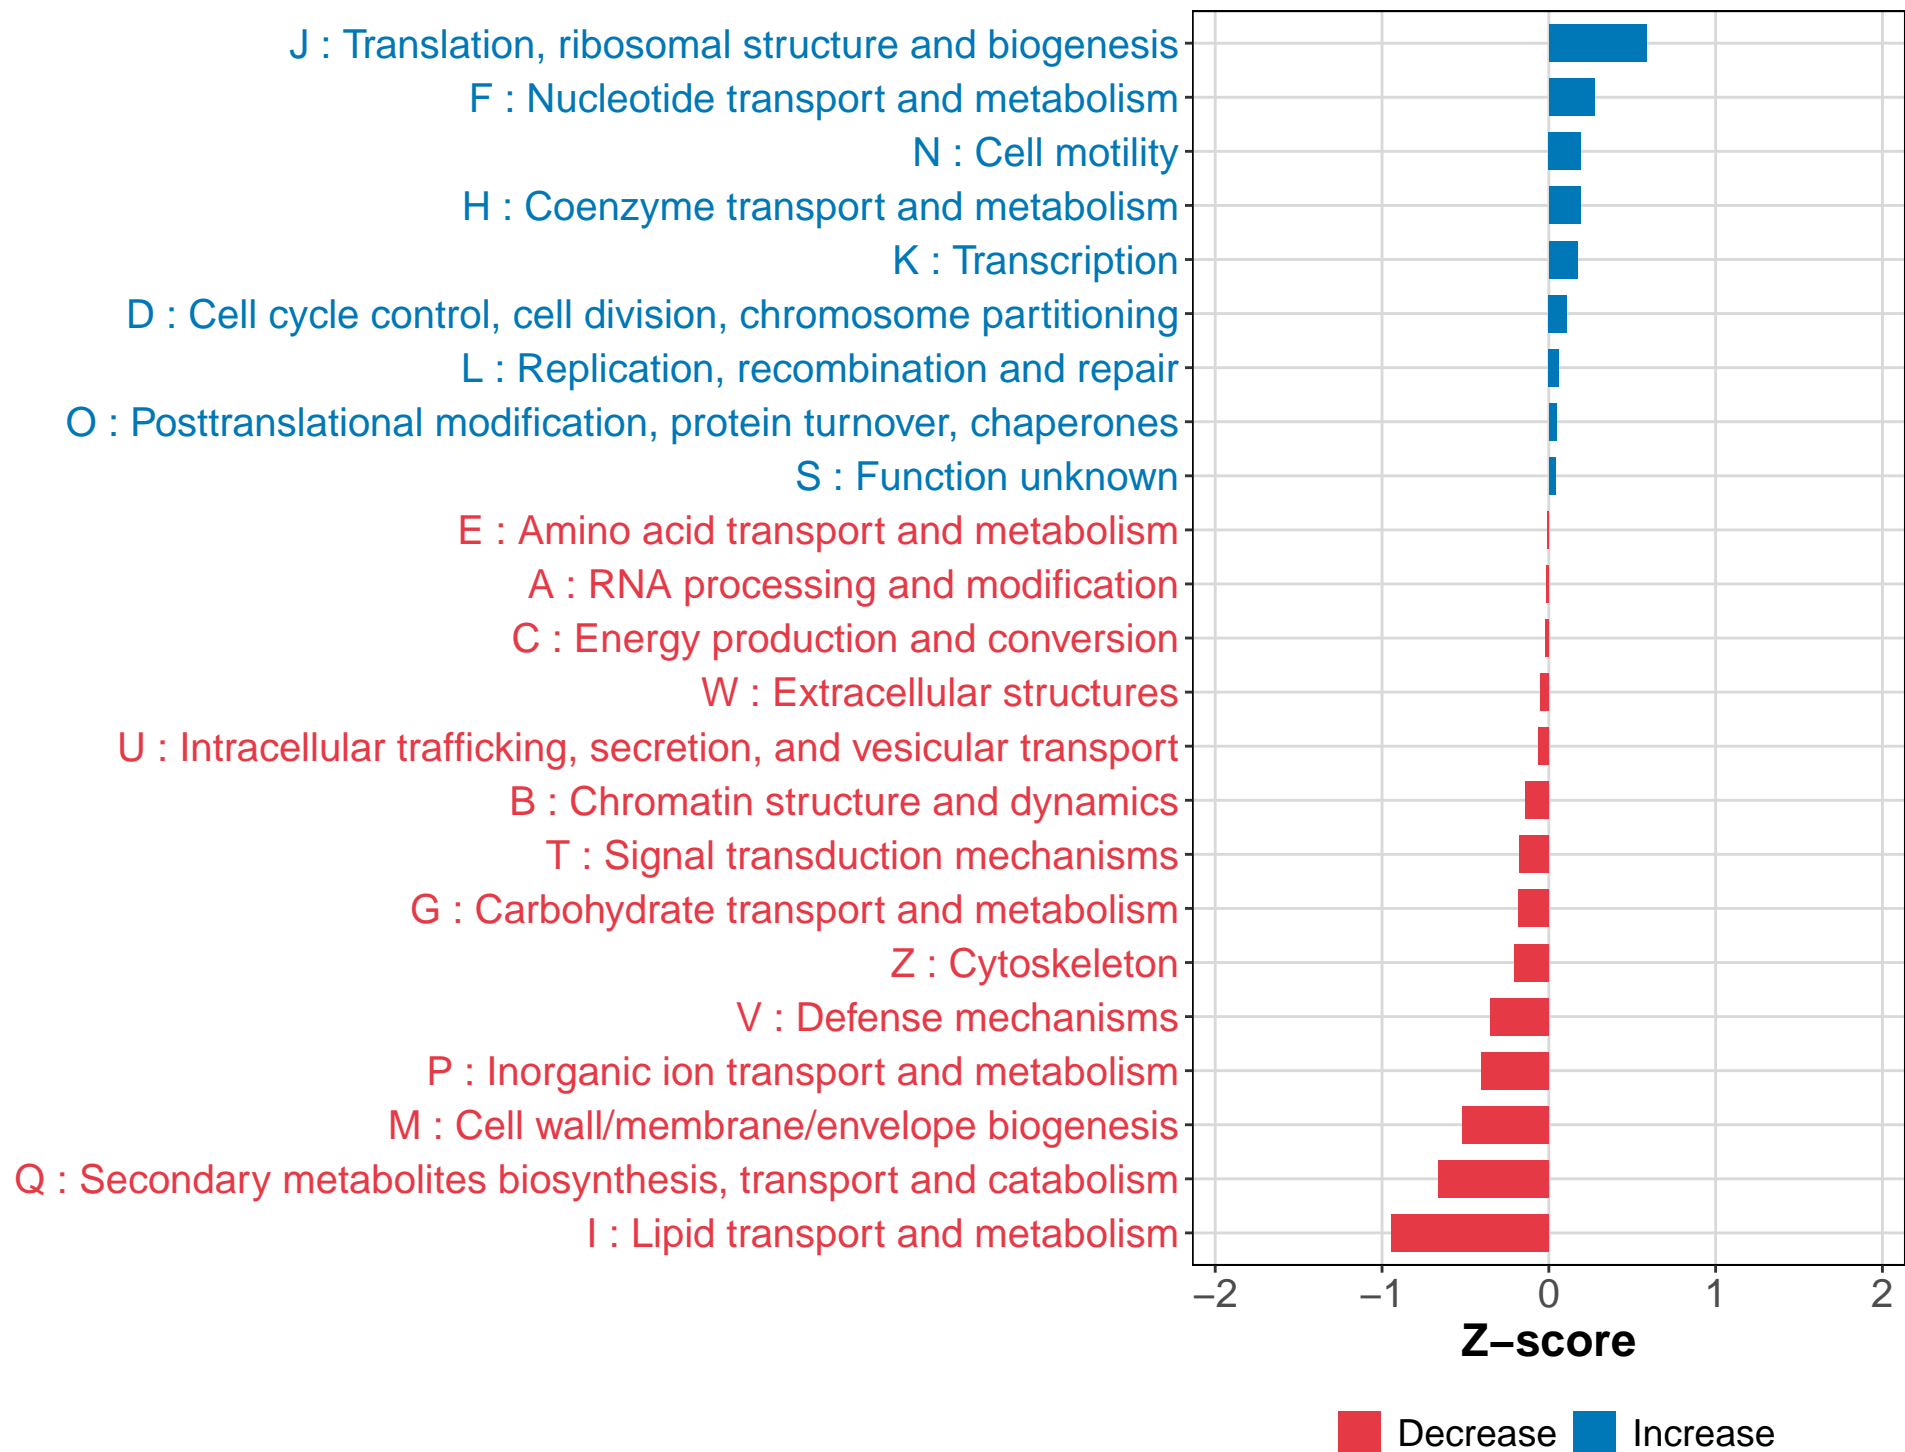 J : Translation, ribosomal structure and biogenesis
F : Nucleotide transport and metabolism
N : Cell motility
H : Coenzyme transport and metabolism
K : Transcription
D : Cell cycle control, cell division, chromosome partitioning
L : Replication, recombination and repair
O : Posttranslational modification, protein turnover, chaperones
S : Function unknown
E : Amino acid transport and metabolism
A : RNA processing and modification
C : Energy production and conversion
W : Extracellular structures
U : Intracellular trafficking, secretion, and vesicular transport
B : Chromatin structure and dynamics
T : Signal transduction mechanisms
G : Carbohydrate transport and metabolism
Z : Cytoskeleton
V : Defense mechanisms
P : Inorganic ion transport and metabolism
M : Cell wall/membrane/envelope biogenesis
Q : Secondary metabolites biosynthesis, transport and catabolism
I : Lipid transport and metabolism
−2 −1 0 1 2
Z−score
Decrease Increase